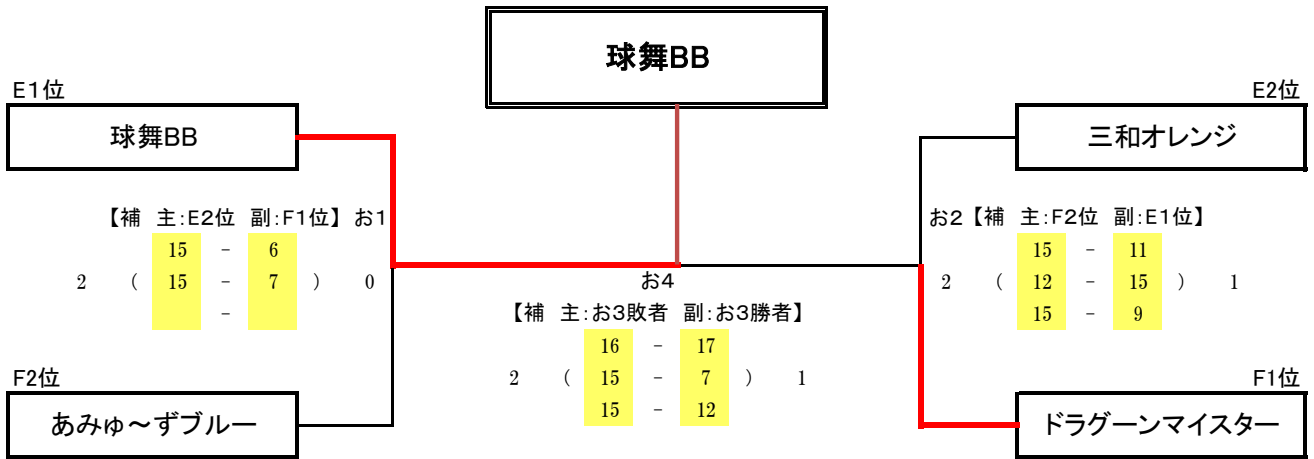 球舞BB
E1位
E2位
球舞BB
三和オレンジ
【補 主:E2位 副:F1位】 お1
15 - 6
2 ( 15 - 7 ) 0
-
お2【補 主:F2位 副:E1位】
15 - 11
2 ( 12 - 15 ) 1
15 - 9
お4
【補 主:お3敗者 副:お3勝者】
16 - 17
2 ( 15 - 7 ) 1
15 - 12
F2位
F1位
あみゅ～ずブルー
ドラグーンマイスター